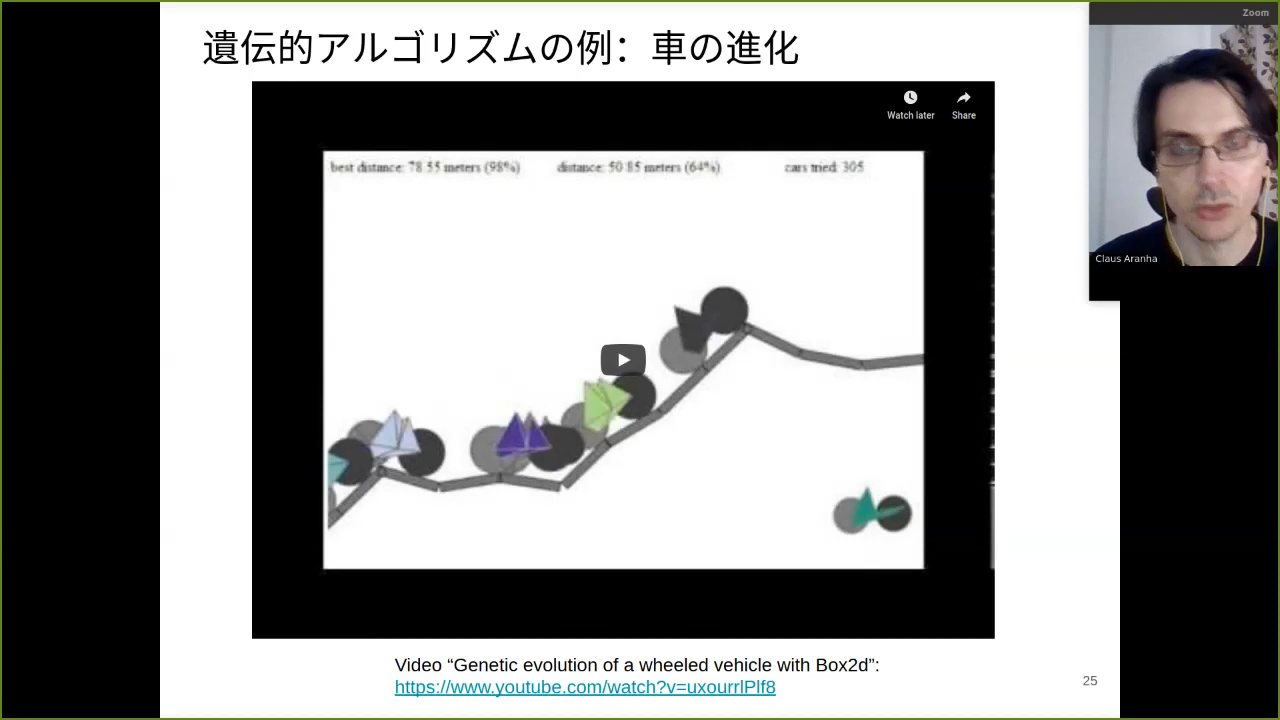 Zoom
遺伝的アルゴリズムの例：車の進化
Watch later
Share
best distance: 78.55 meters (98%)
distance: 50.85 meters (64%)
cars tried: 305
Claus Aranha
Video “Genetic evolution of a wheeled vehicle with Box2d”:
https://www.youtube.com/watch?v=uxourrlPlf8
25